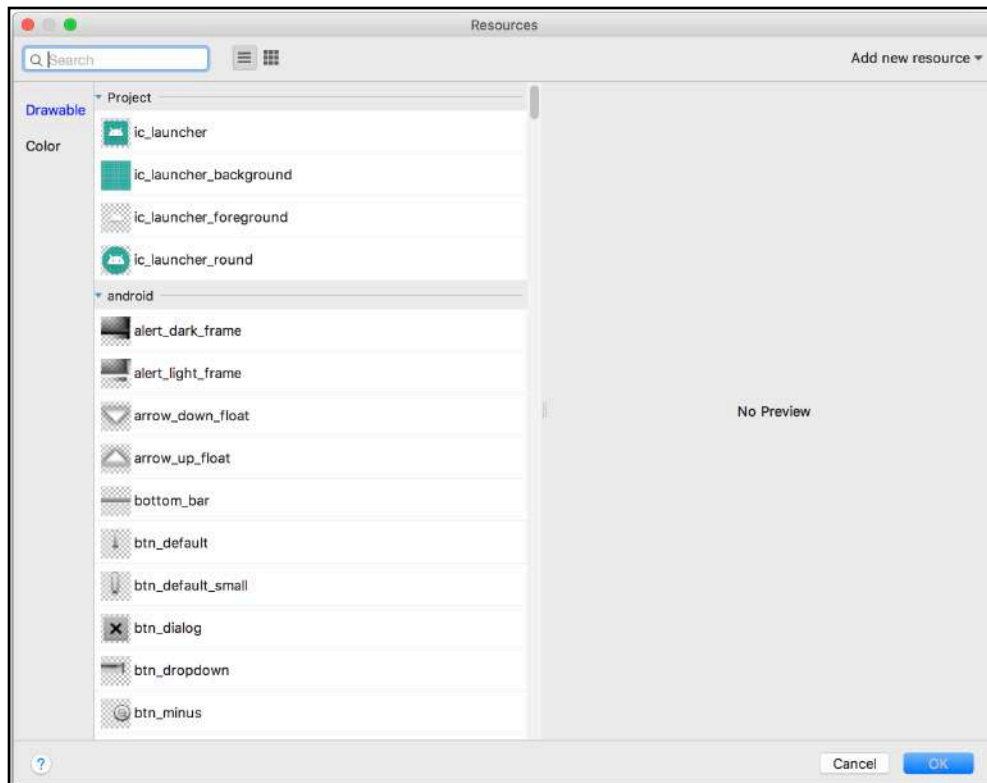 Resources
Search
Add new resource
Drawable
Color
Project
ic_launcher
ic_launcher_background
ic_launcher_foreground
ic_launcher_round
android
alert_dark_frame
alert_light_frame
arrow_down_float
arrow_up_float
bottom_bar
btn_default
btn_default_small
btn_dialog
btn_dropdown
btn_minus
No Preview
?
Cancel
OK